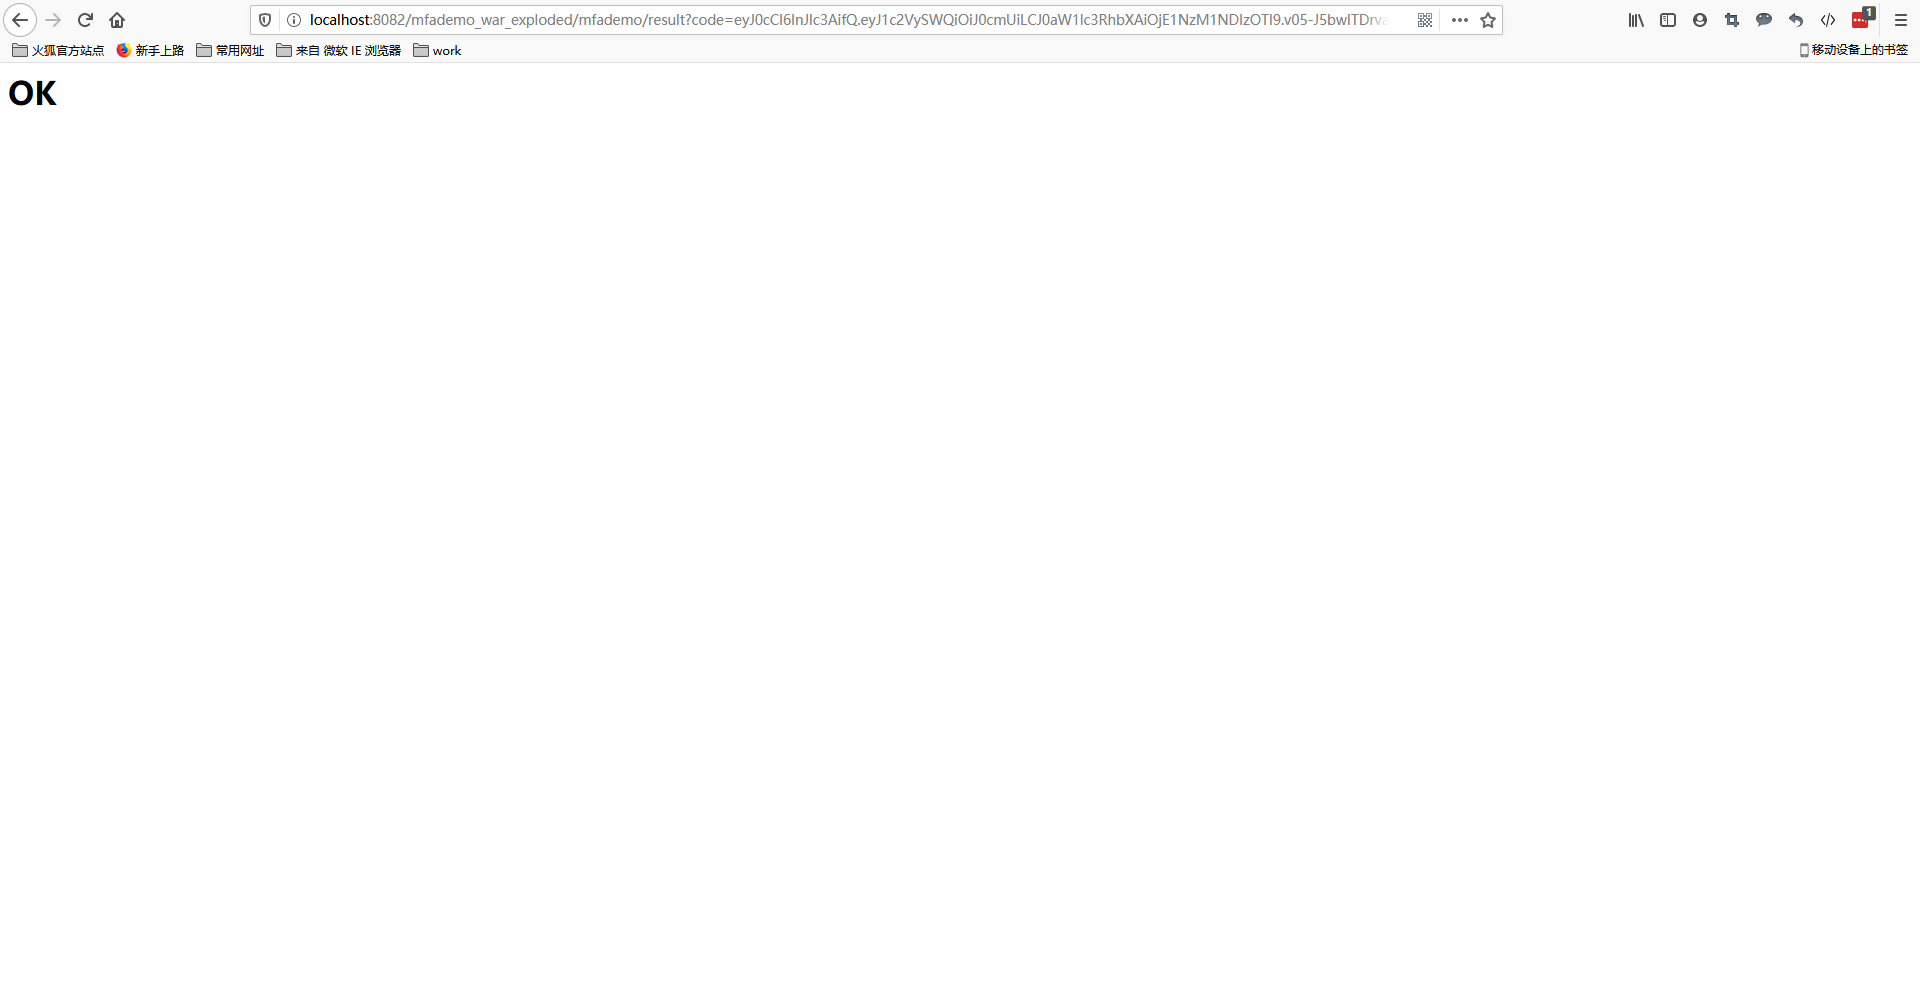 localhost:8082/mfademo_war_exploded/mfademo/result?code=eyJ0cCI6InJlc3AifQ.eyJ1c2VySWQiOiJ0cmUiLCJ0aW1lc3RhbXAiOjE1NzM1NDIzOTI9.v05-J5bwITDrv
1
火狐官方站点 新手上路 常用网址 来自 微软 IE 浏览器 work 移动设备上的书签
OK